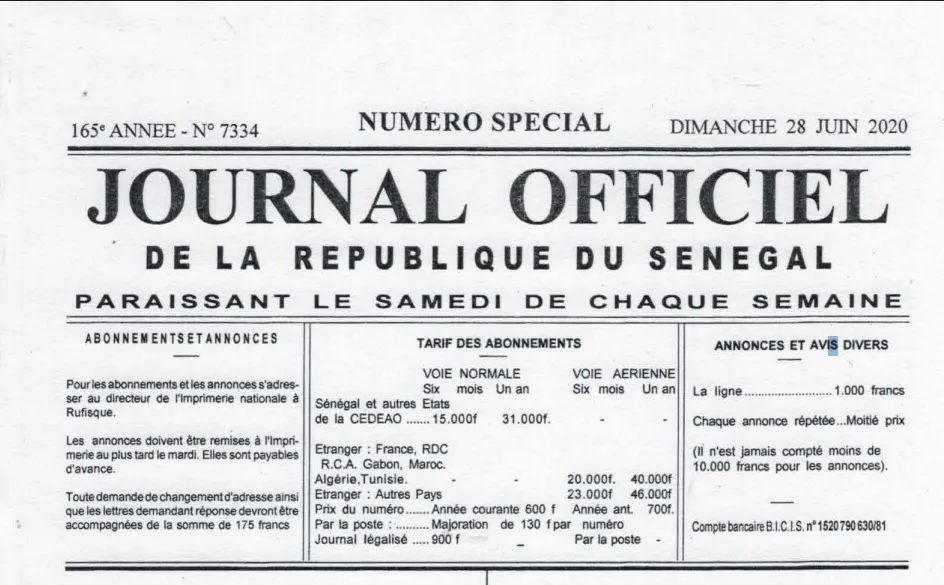 165e ANNEE - N° 7334
NUMERO SPECIAL
DIMANCHE 28 JUIN 2020
JOURNAL OFFICIEL
DE LA REPUBLIQUE DU SENEGAL
PARAISSANT LE SAMEDI DE CHAQUE SEMAINE
ABONNEMENTS ET ANNONCES
Pour les abonnements et les annonces s'adres-
ser au directeur de l'Imprimerie nationale à
Rufisque.
Les annonces doivent être remises à l'Impri-
merie au plus tard le mardi. Elles sont payables
d'avance.
Toute demande de changement d'adresse ainsi
que les lettres demandant réponse devront être
accompagnées de la somme de 175 francs
TARIF DES ABONNEMENTS
VOIE NORMALE VOIE AERIENNE
Six mois Un an Six mois Un an
Sénégal et autres Etats
de la CEDEAO ...... 15.000f 31.000f. - -
Etranger : France, RDC
R.C.A. Gabon, Maroc.
Algérie,Tunisie. - - 20.000f. 40.000f
Etranger : Autres Pays 23.000f 46.000f
Prix du numéro ...... Année courante 600 f Année ant. 700f.
Par la poste : .......... Majoration de 130 f par numéro
Journal légalisé ..... 900 f _ Par la poste -
ANNONCES ET AVIS DIVERS
La ligne ............................ 1.000 francs
Chaque annonce répétée...Moitié prix
(Il n'est jamais compté moins de
10.000 francs pour les annonces).
Compte bancaire B.I.C.I.S. n° 1520 790 630/81